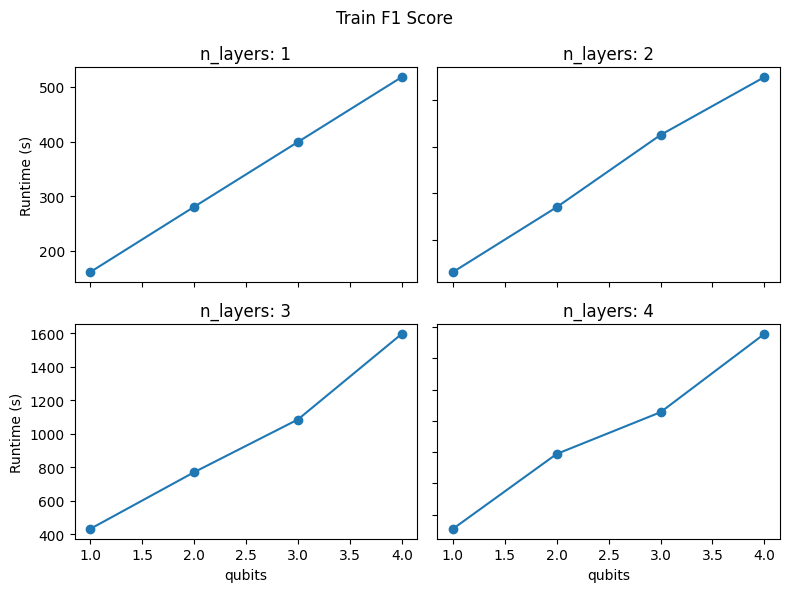 Train F1 Score
n_layers: 1
n_layers: 2
Runtime (s)
500
400
300
200
n_layers: 3
n_layers: 4
Runtime (s)
1600
1400
1200
1000
800
600
400
1.0 1.5 2.0 2.5 3.0 3.5 4.0
1.0 1.5 2.0 2.5 3.0 3.5 4.0
qubits
qubits